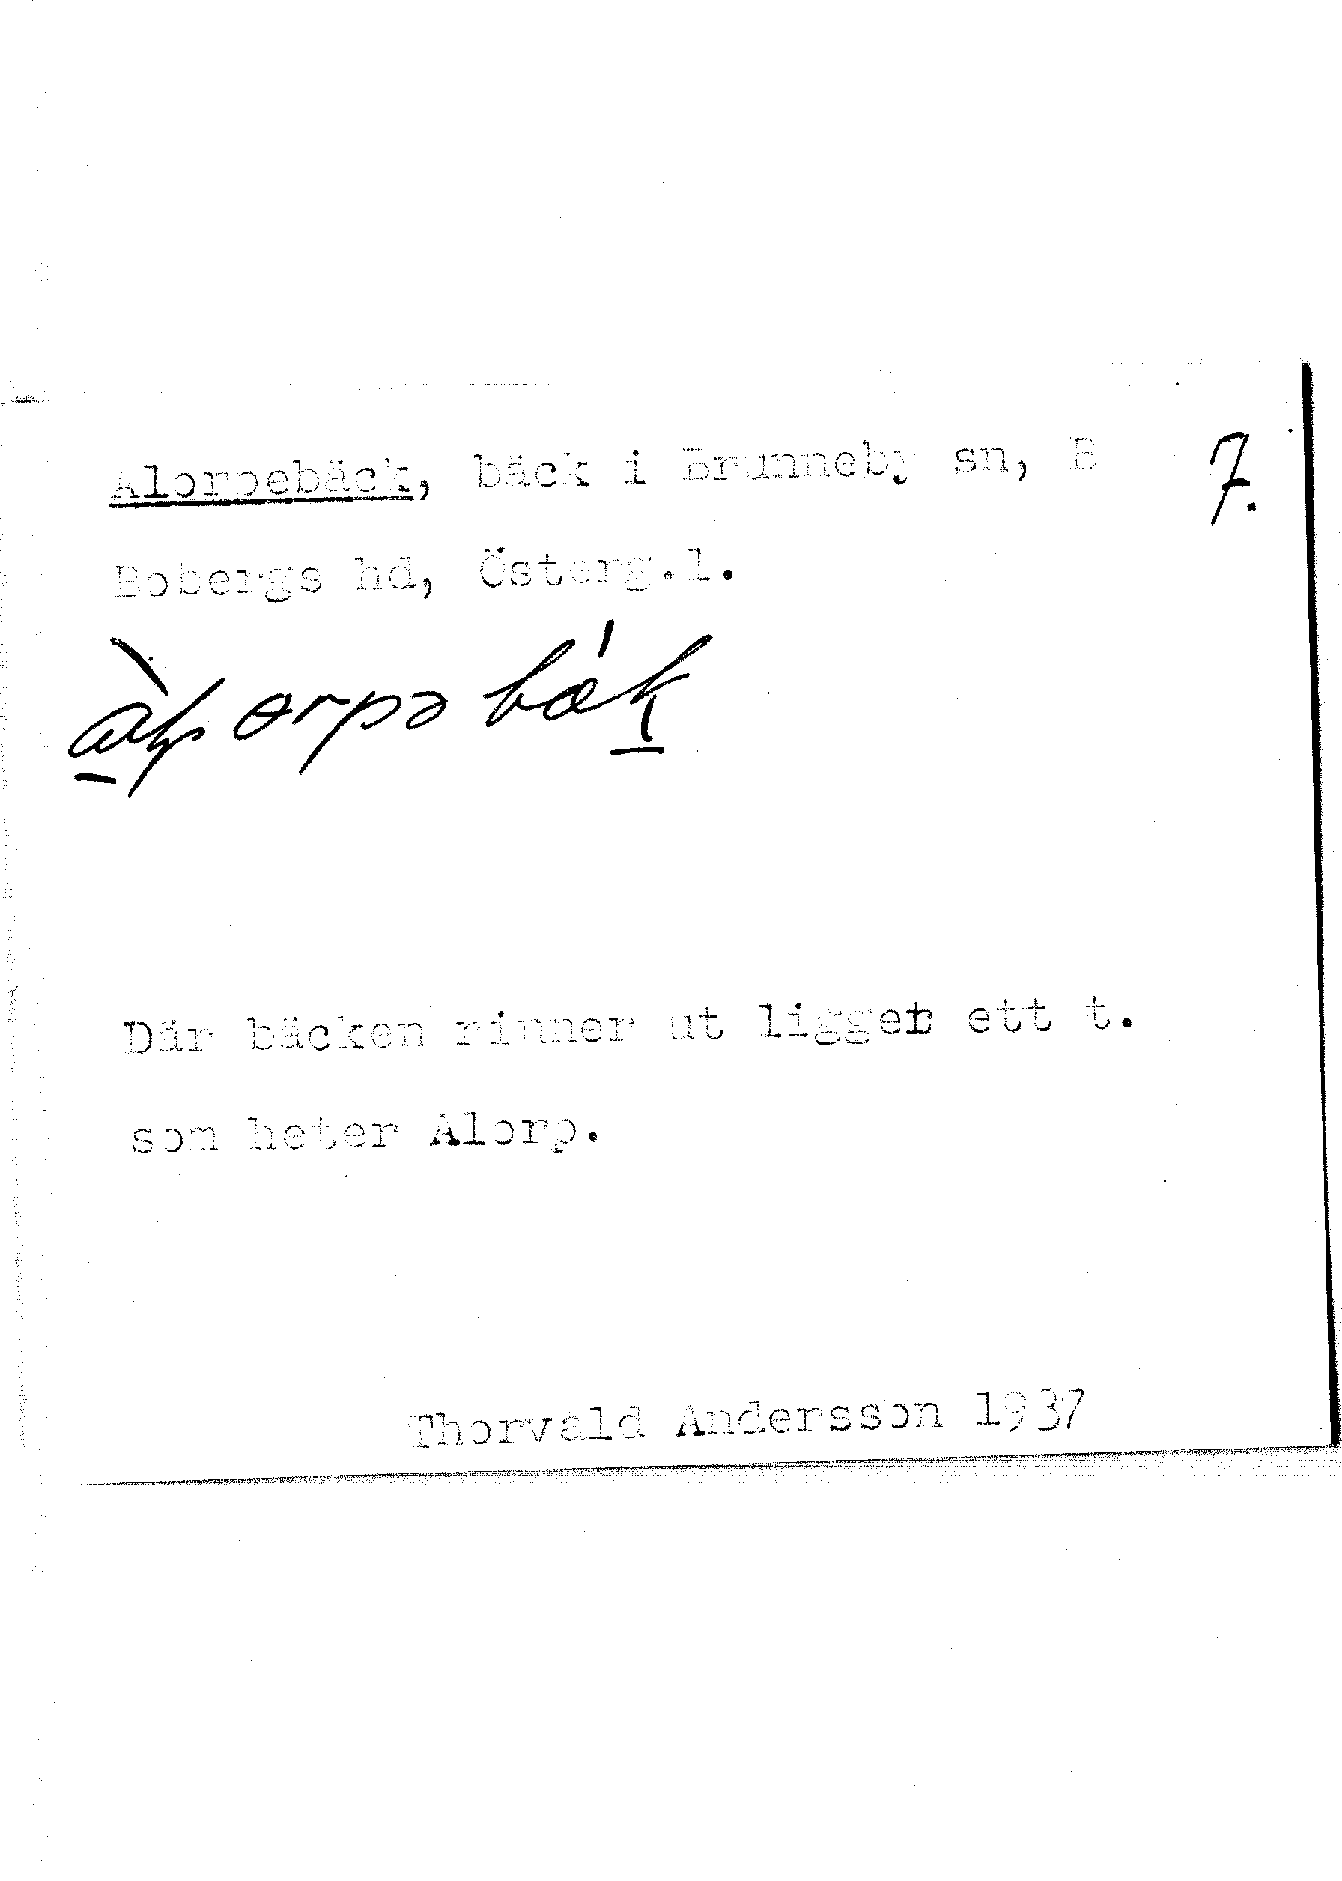 Alorpebäck, bäck i Brunneby sn, B
7.
Bobergs hd, Österg.l.
Där bäcken rinner ut ligger ett t.
som heter Alorp.
Thorvald Andersson 1937